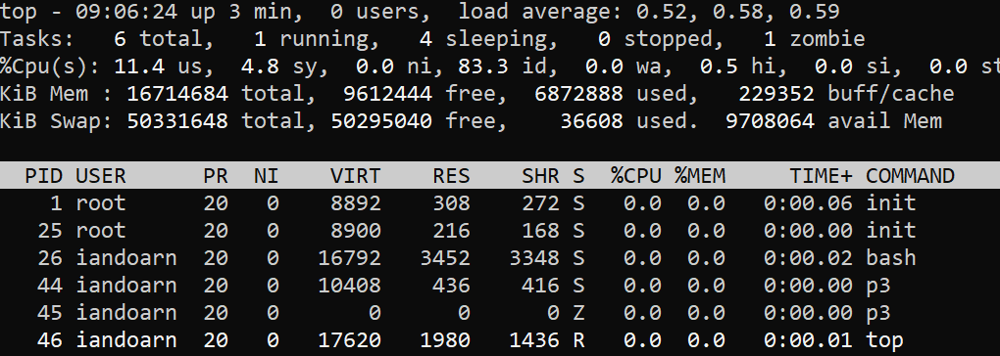 top - 09:06:24 up 3 min,  0 users,  load average: 0.52, 0.58, 0.59
Tasks:   6 total,   1 running,   4 sleeping,   0 stopped,   1 zombie
%Cpu(s): 11.4 us,  4.8 sy,  0.0 ni, 83.3 id,  0.0 wa,  0.5 hi,  0.0 si,  0.0 st
KiB Mem : 16714684 total,  9612444 free,  6872888 used,   229352 buff/cache
KiB Swap: 50331648 total, 50295040 free,    36608 used.  9708064 avail Mem
PID USER      PR  NI    VIRT    RES    SHR S  %CPU %MEM     TIME+ COMMAND
1 root      20   0    8892    308    272 S   0.0  0.0   0:00.06 init
25 root      20   0    8900    216    168 S   0.0  0.0   0:00.00 init
26 iandoarn  20   0   16792   3452   3348 S   0.0  0.0   0:00.02 bash
44 iandoarn  20   0   10408    436    416 S   0.0  0.0   0:00.00 p3
45 iandoarn  20   0       0      0      0 Z   0.0  0.0   0:00.00 p3
46 iandoarn  20   0   17620   1980   1436 R   0.0  0.0   0:00.01 top